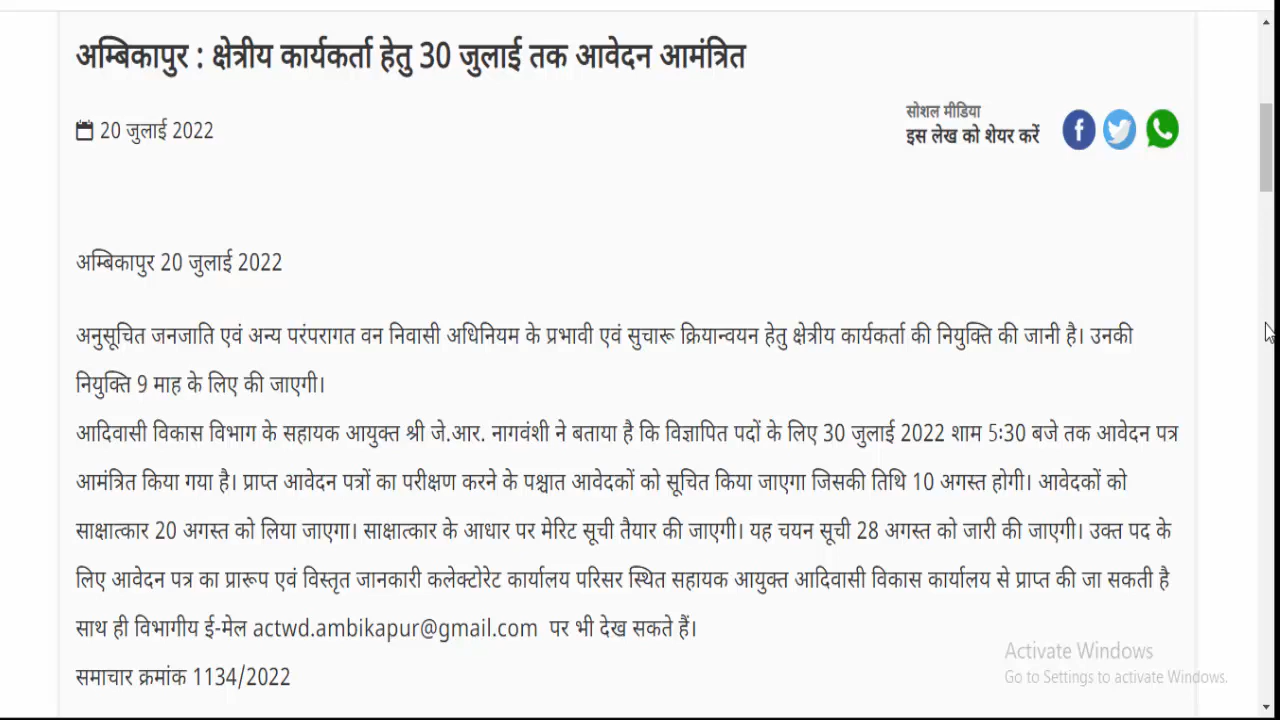 अम्बिकापुर : क्षेत्रीय कार्यकर्ता हेतु 30 जुलाई तक आवेदन आमंत्रित
20 जुलाई 2022
सोशल मीडिया
इस लेख को शेयर करें
अम्बिकापुर 20 जुलाई 2022
अनुसूचित जनजाति एवं अन्य परंपरागत वन निवासी अधिनियम के प्रभावी एवं सुचारू क्रियान्वयन हेतु क्षेत्रीय कार्यकर्ता की नियुक्ति की जानी है। उनकी
नियुक्ति 9 माह के लिए की जाएगी।
आदिवासी विकास विभाग के सहायक आयुक्त श्री जे.आर. नागवंशी ने बताया है कि विज्ञापित पदों के लिए 30 जुलाई 2022 शाम 5:30 बजे तक आवेदन पत्र
आमंत्रित किया गया है। प्राप्त आवेदन पत्रों का परीक्षण करने के पश्चात आवेदकों को सूचित किया जाएगा जिसकी तिथि 10 अगस्त होगी। आवेदकों को
साक्षात्कार 20 अगस्त को लिया जाएगा। साक्षात्कार के आधार पर मेरिट सूची तैयार की जाएगी। यह चयन सूची 28 अगस्त को जारी की जाएगी। उक्त पद के
लिए आवेदन पत्र का प्रारूप एवं विस्तृत जानकारी कलेक्टोरेट कार्यालय परिसर स्थित सहायक आयुक्त आदिवासी विकास कार्यालय से प्राप्त की जा सकती है
साथ ही विभागीय ई-मेल actwd.ambikapur@gmail.com पर भी देख सकते हैं।
समाचार क्रमांक 1134/2022
Activate Windows
Go to Settings to activate Windows.